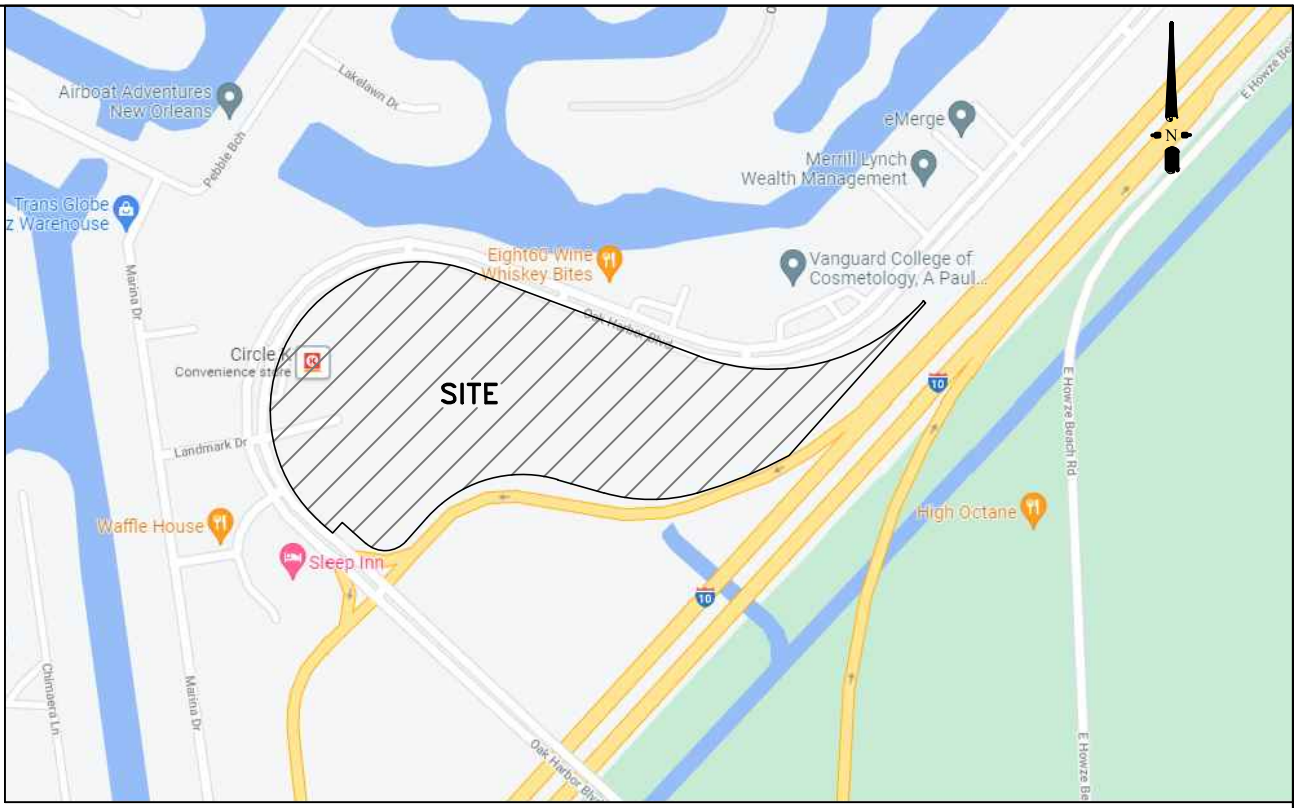 Lakelawn Dr
Airboat Adventures
New Orleans
Pebble Bch
eMerge
N
E Howze Bea
Merrill Lynch
Wealth Management
Trans Globe
z Warehouse
Marina Dr
Eight60 Wine
Whiskey Bites
Vanguard College of
Cosmetology, A Paul...
Oak Harbor Blvd
Circle K
Convenience store
K
SITE
10
E Howze Beach Rd
Landmark Dr
Waffle House
High Octane
Sleep Inn
10
Chimaera Ln
Marina Dr
Oak Harbor Blvd
E Howze Be